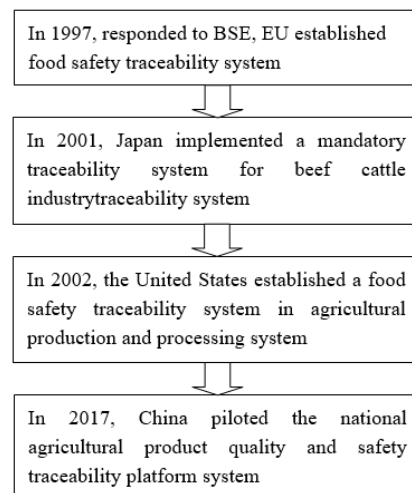 In 1997, responded to BSE, EU established
food safety traceability system
In 2001, Japan implemented a mandatory
traceability system for beef cattle
industrytraceability system
In 2002, the United States established a food
safety traceability system in agricultural
production and processing system
In 2017, China piloted the national
agricultural product quality and safety
traceability platform system